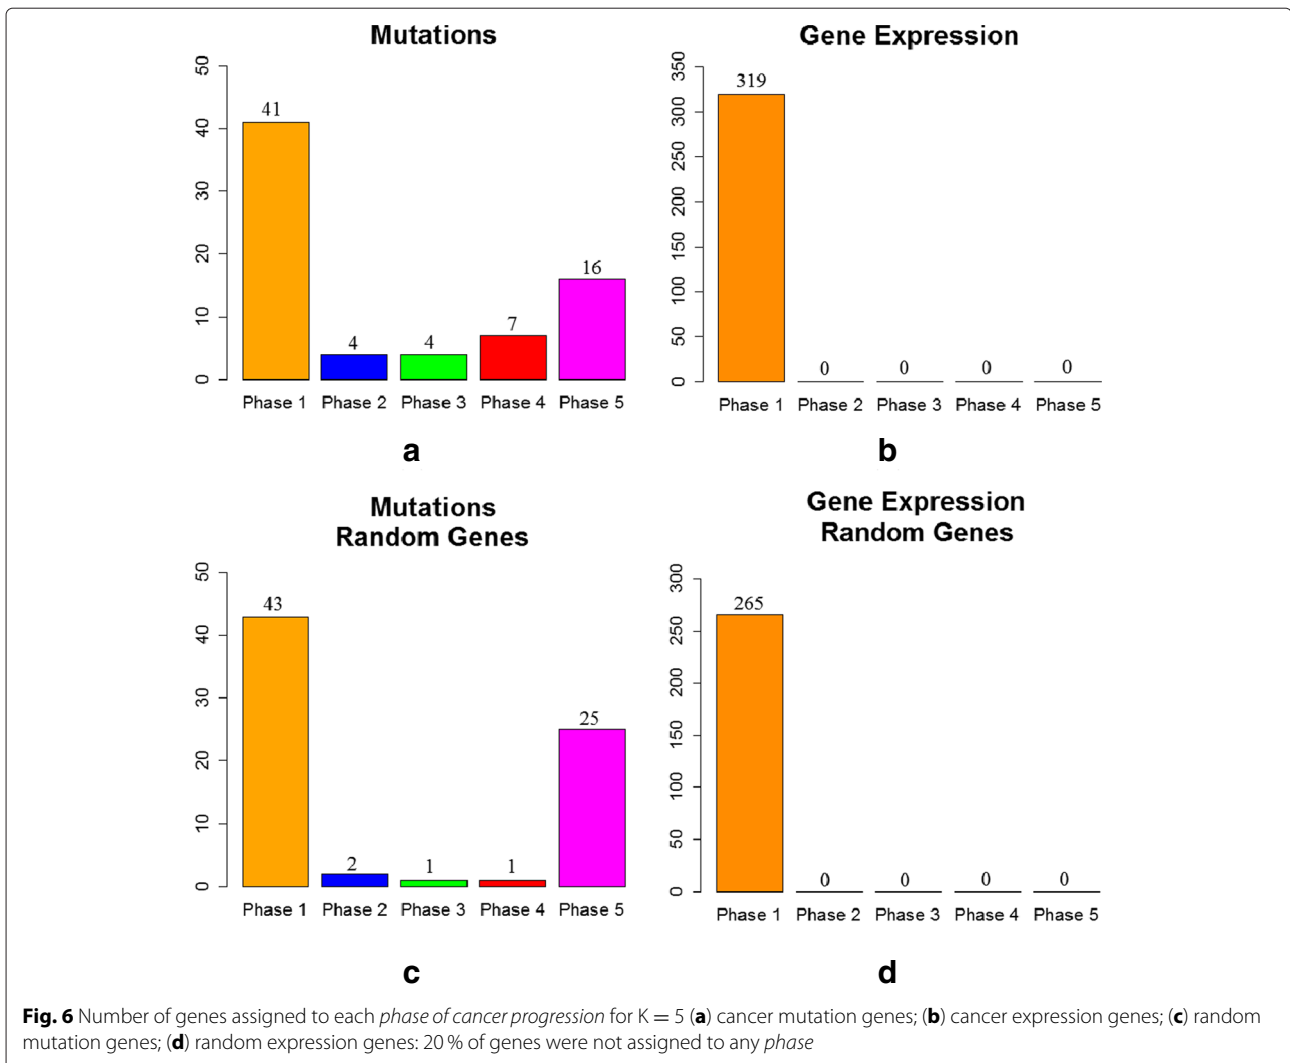 Mutations
50
40
30
20
10
0
41
4
4
7
16
Phase 1 Phase 2 Phase 3 Phase 4 Phase 5
a
Gene Expression
350
300
250
200
150
100
50
0
319
0
0
0
0
Phase 1 Phase 2 Phase 3 Phase 4 Phase 5
b
Mutations
Random Genes
50
40
30
20
10
0
43
2
1
1
25
Phase 1 Phase 2 Phase 3 Phase 4 Phase 5
c
Gene Expression
Random Genes
300
250
200
150
100
50
0
265
0
0
0
0
Phase 1 Phase 2 Phase 3 Phase 4 Phase 5
d
Fig. 6 Number of genes assigned to each phase of cancer progression for K = 5 (a) cancer mutation genes; (b) cancer expression genes; (c) random
mutation genes; (d) random expression genes: 20 % of genes were not assigned to any phase